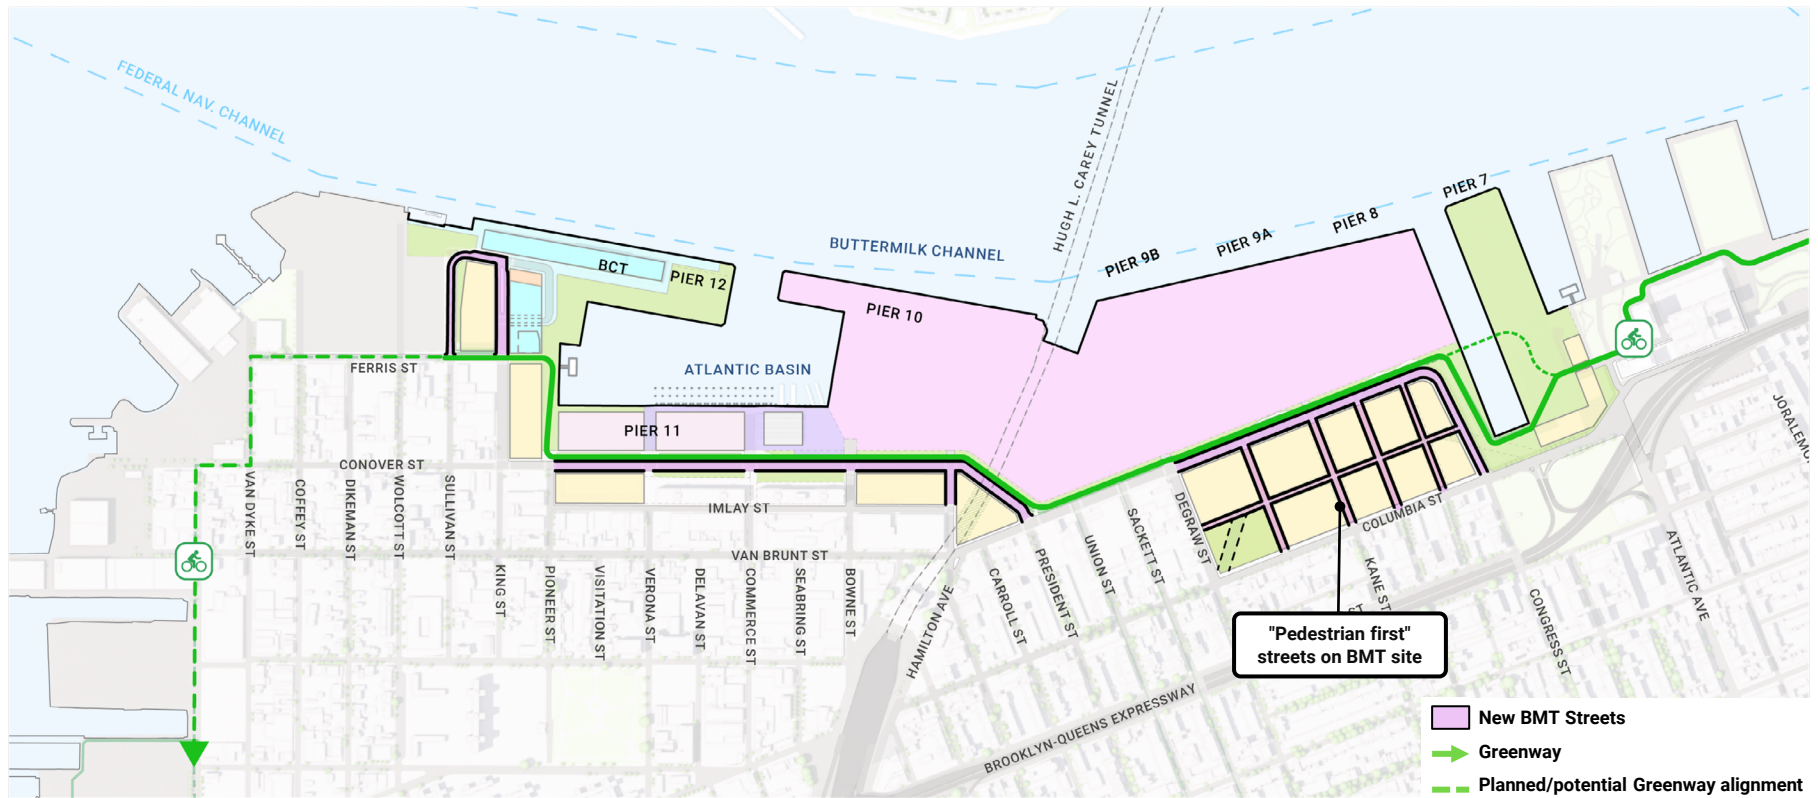 FEDERAL NAV. CHANNEL
HUGH L. CAREY TUNNEL
BUTTERMILK CHANNEL
PIER 7
PIER 8
PIER 9A
PIER 9B
BCT
PIER 12
PIER 10
ATLANTIC BASIN
PIER 11
FERRIS ST
CONOVER ST
IMLAY ST
VAN BRUNT ST
VAN DYKE ST
COFFEY ST
DIKEMAN ST
WOLCOTT ST
SULLIVAN ST
KING ST
PIONEER ST
VISITATION ST
VERONA ST
DELAVAN ST
COMMERCE ST
SEABRING ST
BOWNE ST
HAMILTON AVE
CARROLL ST
PRESIDENT ST
UNION ST
SACKETT ST
DEGRAW ST
COLUMBIA ST
KANE ST
ST
CONGRESS ST
ATLANTIC AVE
JORALEMO
BROOKLYN-QUEENS EXPRESSWAY
"Pedestrian first"
streets on BMT site
New BMT Streets
Greenway
Planned/potential Greenway alignment